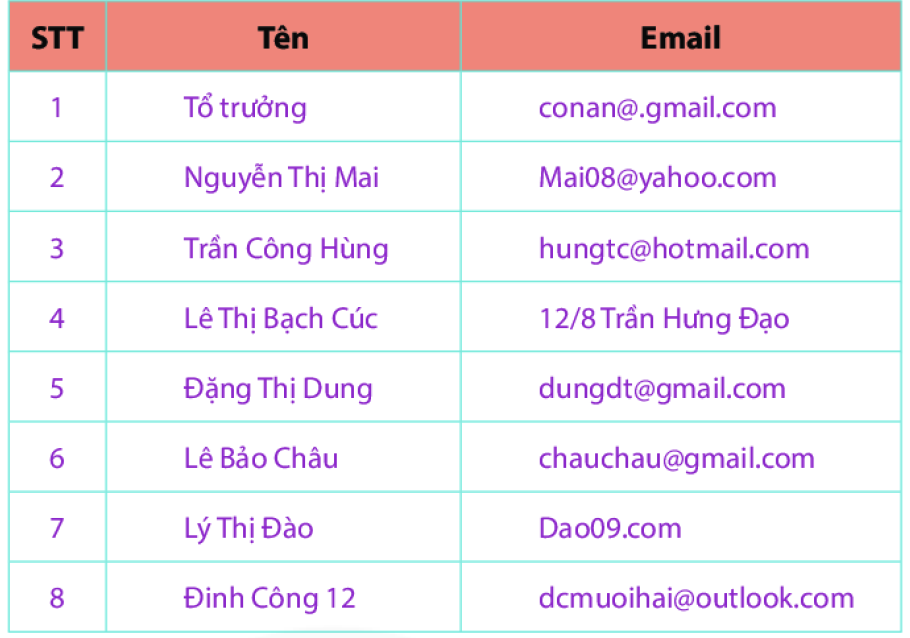 STT Tên Email
1 Tổ trưởng conan@.gmail.com
2 Nguyễn Thị Mai Mai08@yahoo.com
3 Trần Công Hùng hungtc@hotmail.com
4 Lê Thị Bạch Cúc 12/8 Trần Hưng Đạo
5 Đặng Thị Dung dungdt@gmail.com
6 Lê Bảo Châu chauchau@gmail.com
7 Lý Thị Đào Dao09.com
8 Đinh Công 12 dcmuoihai@outlook.com